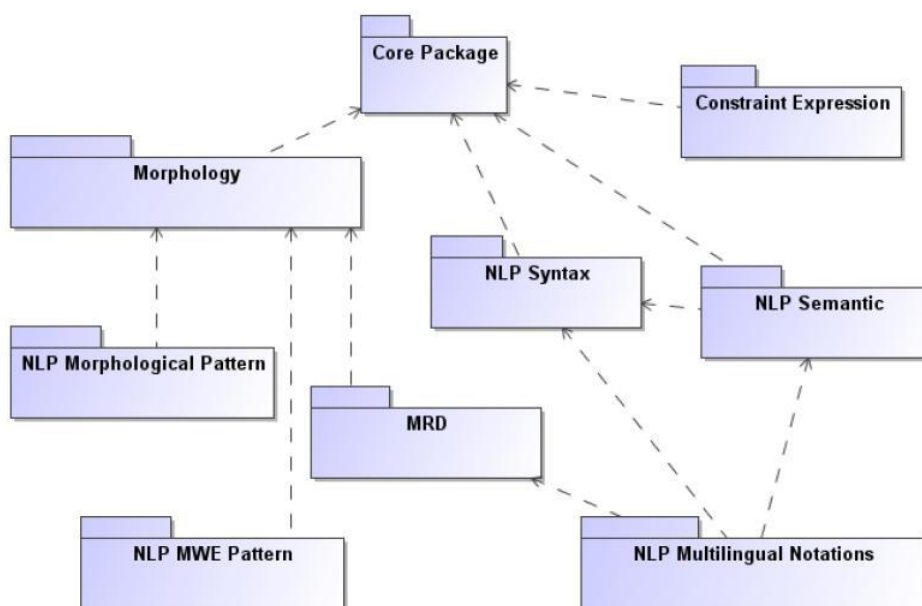 Core Package
Constraint Expression
Morphology
NLP Syntax
NLP Semantic
NLP Morphological Pattern
MRD
NLP MWE Pattern
NLP Multilingual Notations